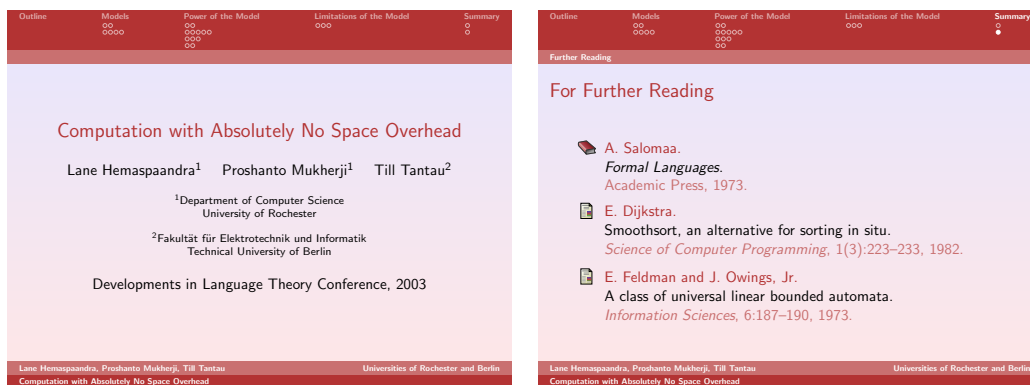 Outline Models Power of the Model Limitations of the Model Summary
Computation with Absolutely No Space Overhead
Lane Hemaspaandra1 Proshanto Mukherji1 Till Tantau2
1Department of Computer Science
University of Rochester
2Fakultät für Elektrotechnik und Informatik
Technical University of Berlin
Developments in Language Theory Conference, 2003
Lane Hemaspaandra, Proshanto Mukherji, Till Tantau Universities of Rochester and Berlin
Computation with Absolutely No Space Overhead
Outline Models Power of the Model Limitations of the Model Summary
Further Reading
For Further Reading
A. Salomaa.
Formal Languages.
Academic Press, 1973.
E. Dijkstra.
Smoothsort, an alternative for sorting in situ.
Science of Computer Programming, 1(3):223–233, 1982.
E. Feldman and J. Owings, Jr.
A class of universal linear bounded automata.
Information Sciences, 6:187–190, 1973.
Lane Hemaspaandra, Proshanto Mukherji, Till Tantau Universities of Rochester and Berlin
Computation with Absolutely No Space Overhead